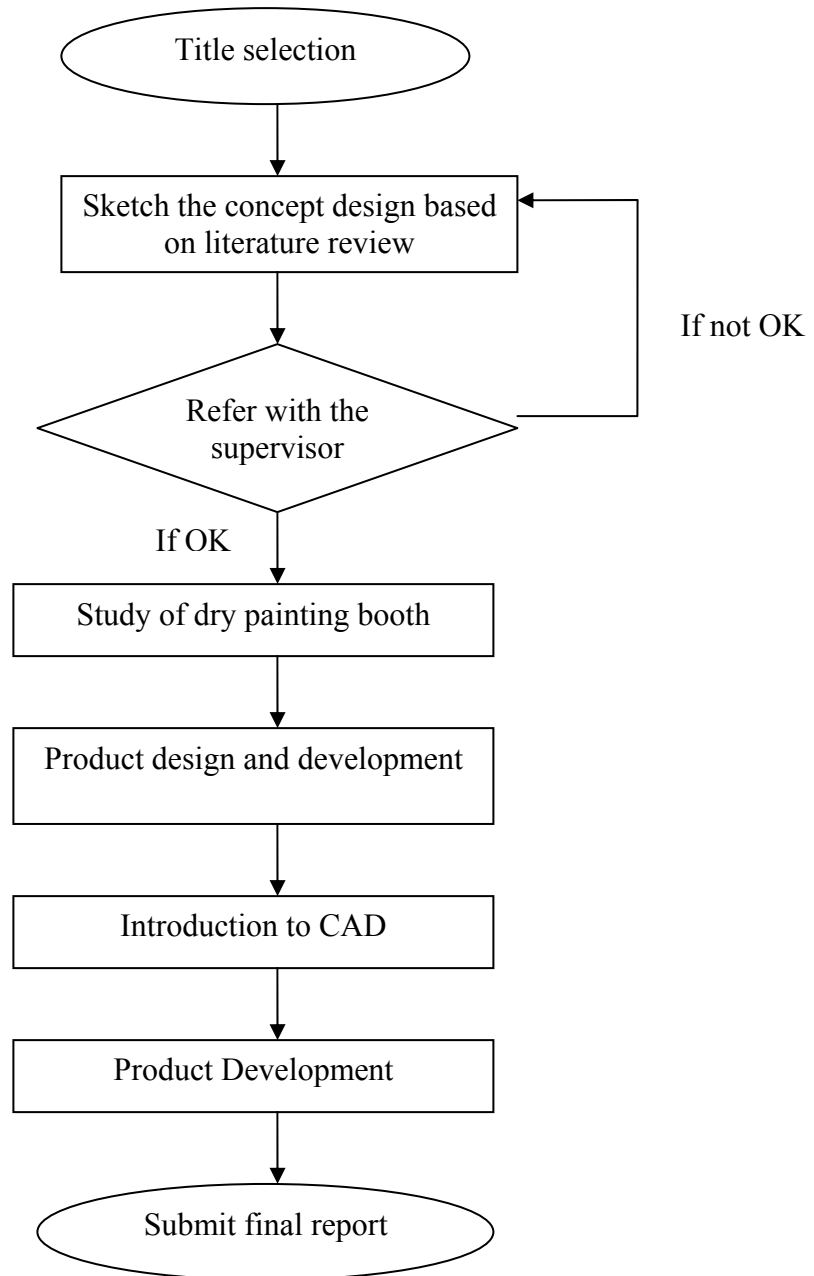 Title selection
Sketch the concept design based
on literature review
If not OK
Refer with the
supervisor
If OK
Study of dry painting booth
Product design and development
Introduction to CAD
Product Development
Submit final report